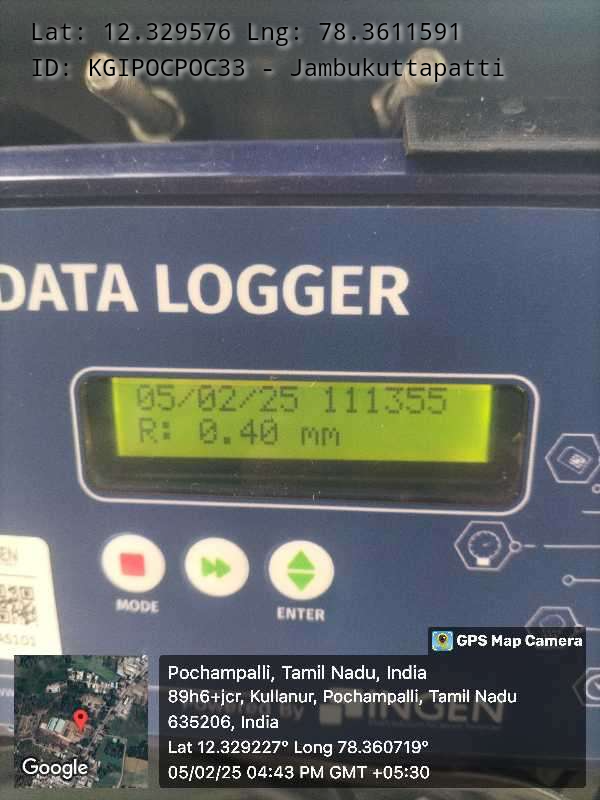 Lat: 12.329576 Lng: 78.3611591
ID: KGIPOCPOC33 - Jambukuttapatti
DATA LOGGER
05/02/25 111355
R: 0.40 mm
MODE
ENTER
GPS Map Camera
Pochampalli, Tamil Nadu, India
89h6+jcr, Kullanur, Pochampalli, Tamil Nadu
635206, India
Lat 12.329227° Long 78.360719°
05/02/25 04:43 PM GMT +05:30
Google